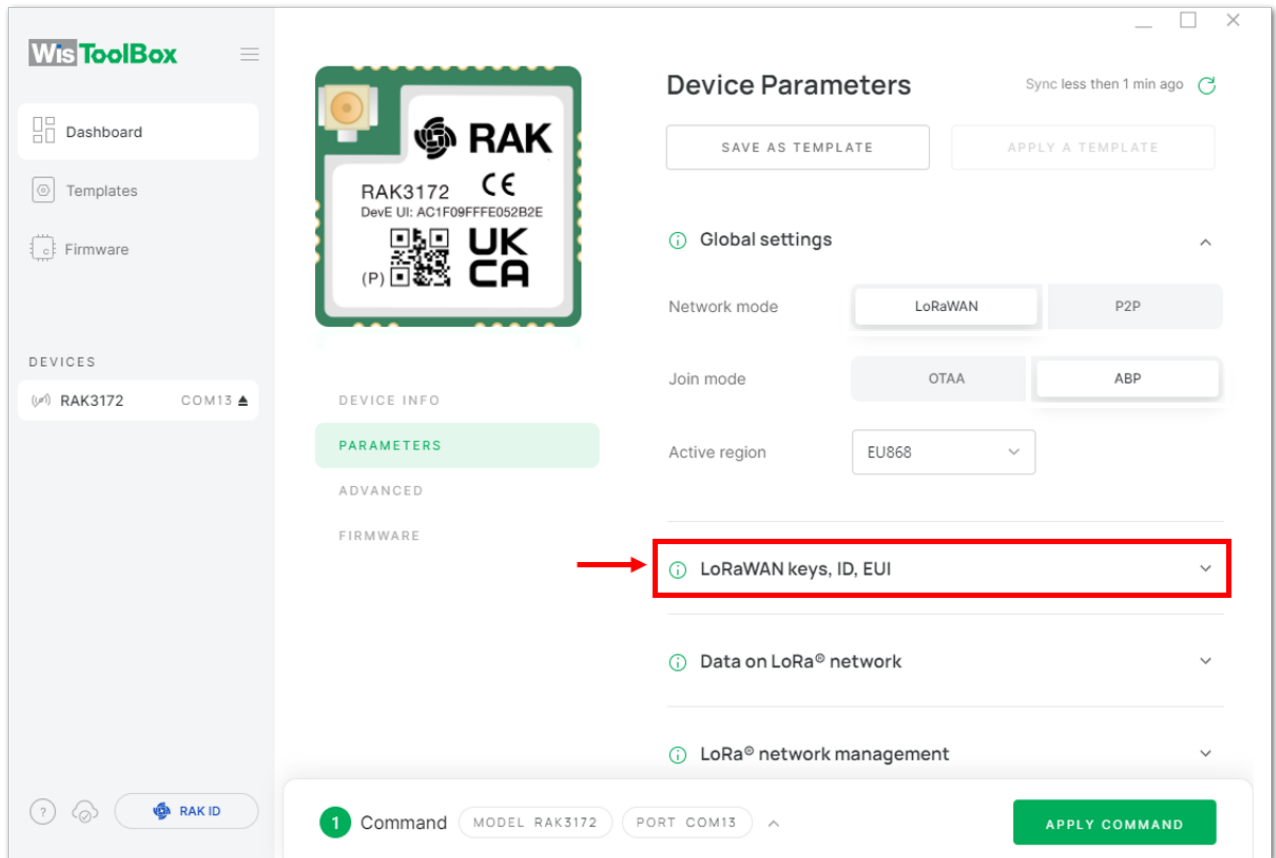 WisToolBox
Dashboard
Templates
Firmware
DEVICES
RAK3172 COM13
RAK ID
RAK
RAK3172 CE
DevE UI: AC1F09FFFE052B2E
UK
CA
(P)
DEVICE INFO
PARAMETERS
ADVANCED
FIRMWARE
Device Parameters
Sync less then 1 min ago
SAVE AS TEMPLATE
APPLY A TEMPLATE
Global settings
Network mode LoRaWAN P2P
Join mode OTAA ABP
Active region EU868
LoRaWAN keys, ID, EUI
Data on LoRa® network
LoRa® network management
1 Command MODEL RAK3172 PORT COM13
APPLY COMMAND